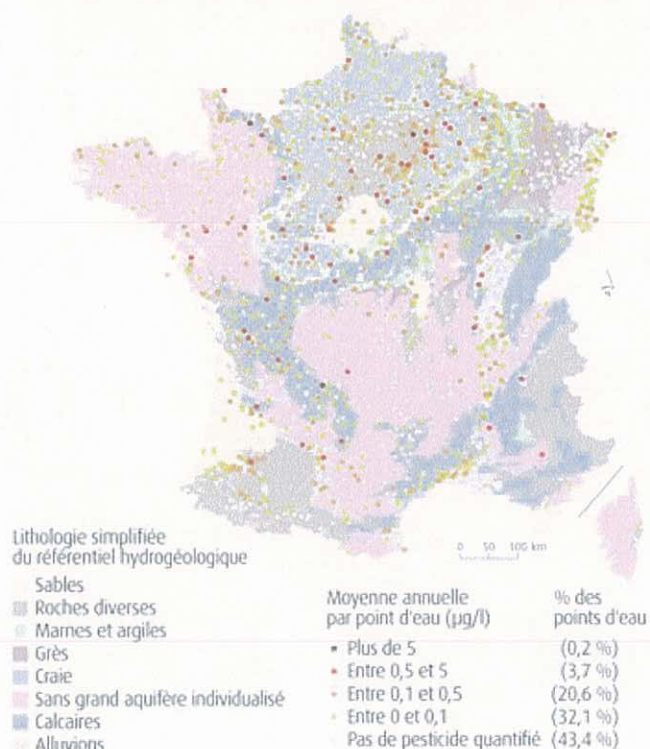 0 50 100 km
Lithologie simplifiée
du référentiel hydrogéologique
Sables
Roches diverses
Marnes et argiles
Grès
Craie
Sans grand aquifère individualisé
Calcaires
Alluvions
Moyenne annuelle
par point d'eau (µg/l)
% des
points d'eau
Plus de 5 (0,2 %)
Entre 0,5 et 5 (3,7 %)
Entre 0,1 et 0,5 (20,6 %)
Entre 0 et 0,1 (32,1 %)
Pas de pesticide quantifié (43,4 %)